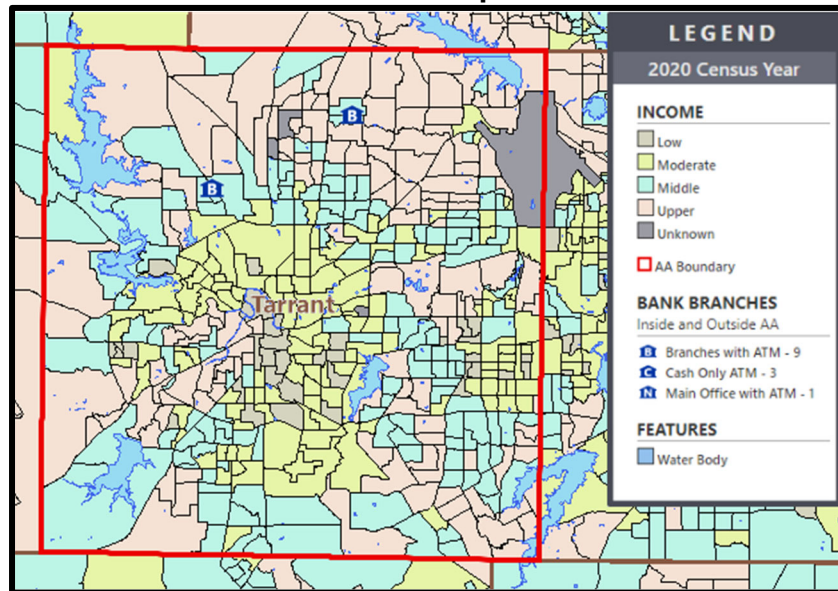 LEGEND
2020 Census Year
INCOME
Low
Moderate
Middle
Upper
Unknown
AA Boundary
BANK BRANCHES
Inside and Outside AA
B Branches with ATM - 9
C Cash Only ATM - 3
N Main Office with ATM - 1
FEATURES
Water Body
B
B
Tarrant